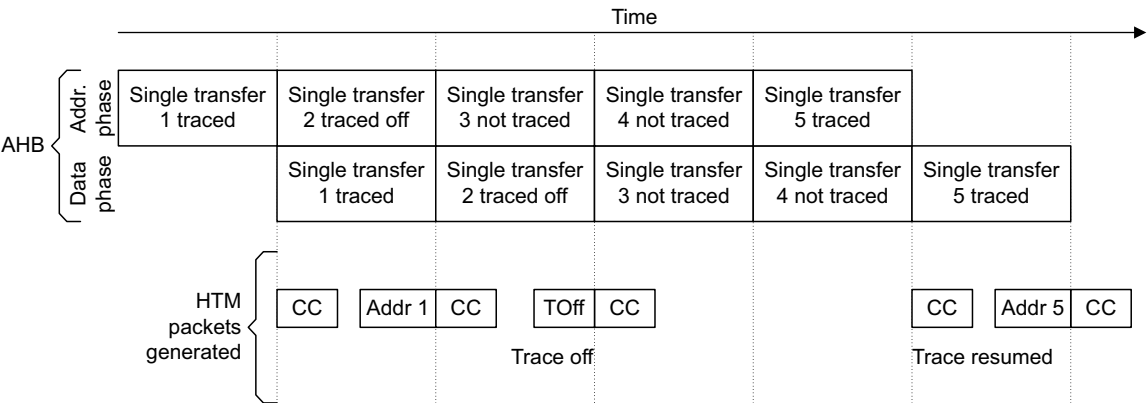 Time
AHB
Addr.
phase
Single transfer
1 traced
Single transfer
2 traced off
Single transfer
3 not traced
Single transfer
4 not traced
Single transfer
5 traced
Data
phase
Single transfer
1 traced
Single transfer
2 traced off
Single transfer
3 not traced
Single transfer
4 not traced
Single transfer
5 traced
HTM
packets
generated
CC
Addr 1
CC
TOff
CC
CC
Addr 5
CC
Trace off
Trace resumed